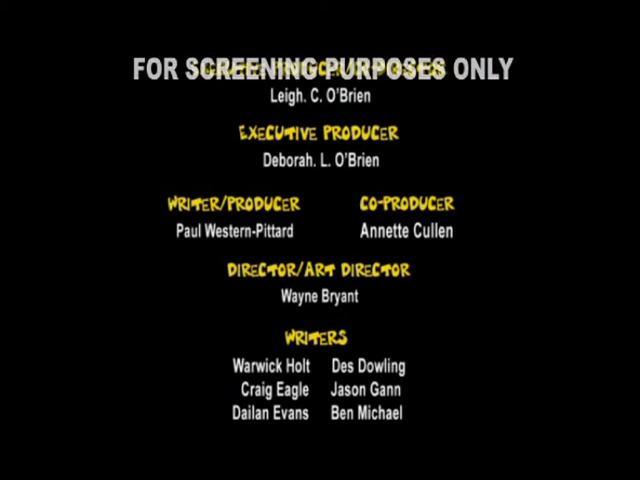 FOR SCREENING PURPOSES ONLY
Leigh. C. O'Brien
EXECUTIVE PRODUCER
Deborah. L. O'Brien
WRITER/PRODUCER CO-PRODUCER
Paul Western-Pittard Annette Cullen
DIRECTOR/ART DIRECTOR
Wayne Bryant
WRITERS
Warwick Holt Des Dowling
Craig Eagle Jason Gann
Dailan Evans Ben Michael